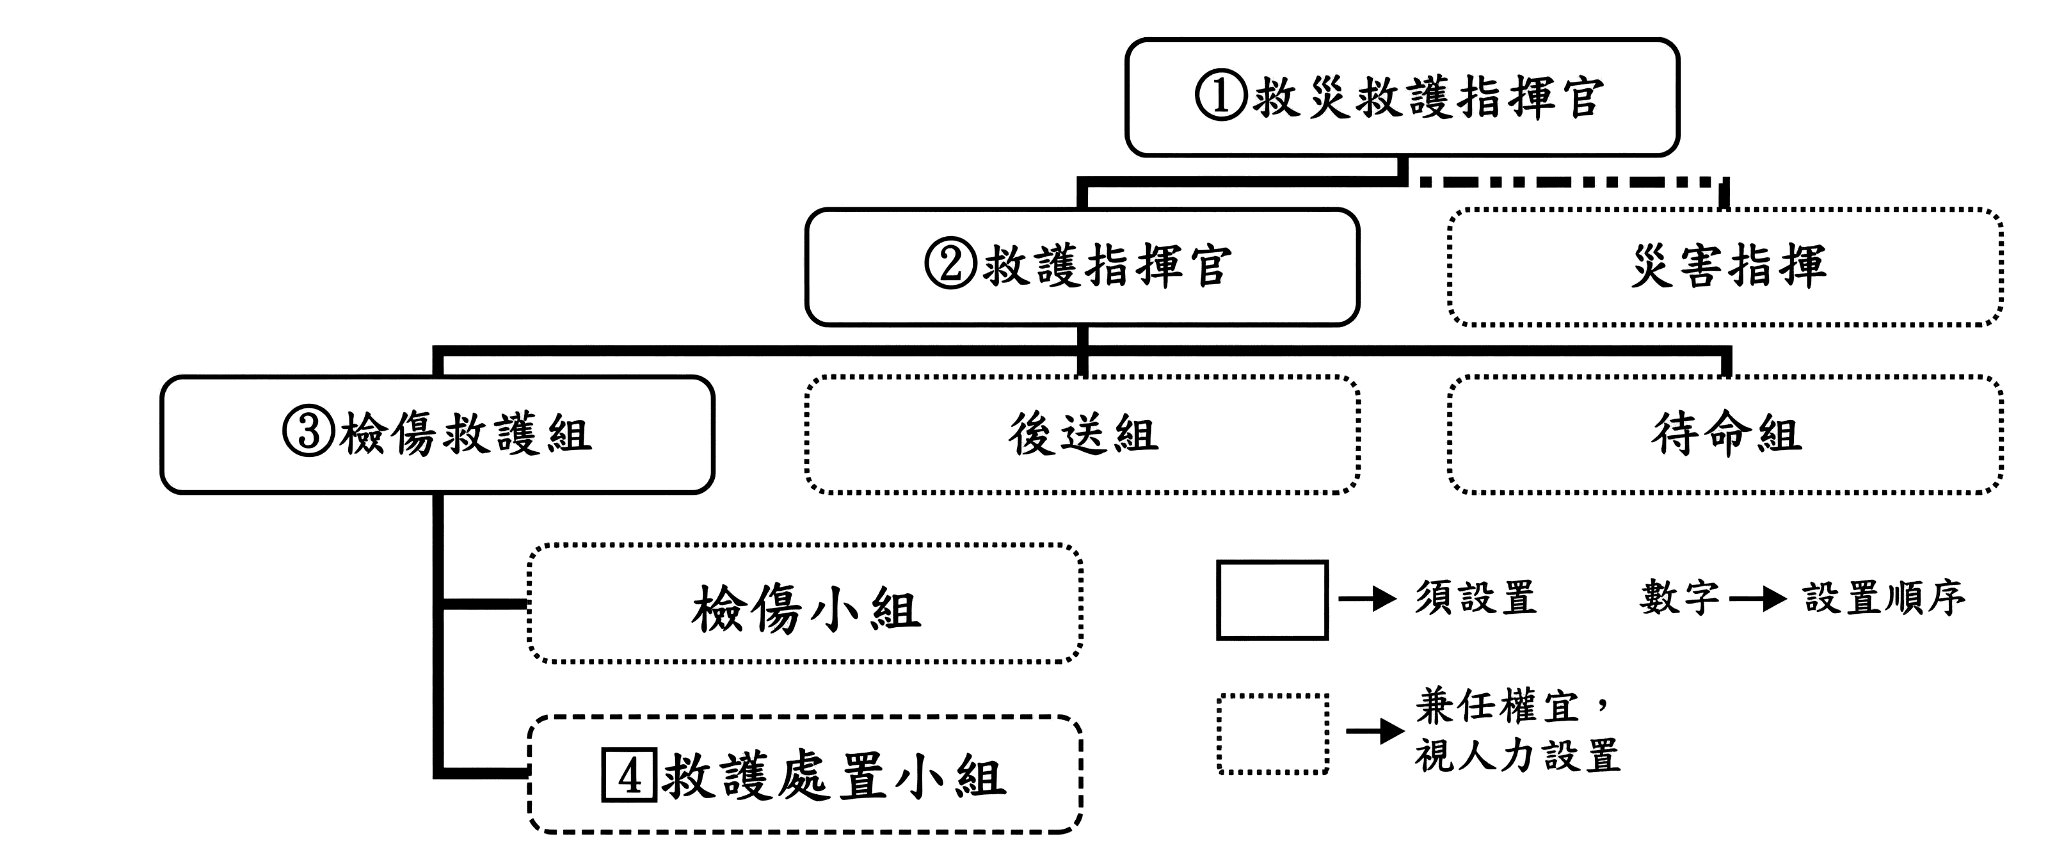 ①救災救護指揮官
②救護指揮官
災害指揮
③檢傷救護組
後送組
待命組
檢傷小組
4救護處置小組
須設置
數字
設置順序
兼任權宜，
視人力設置